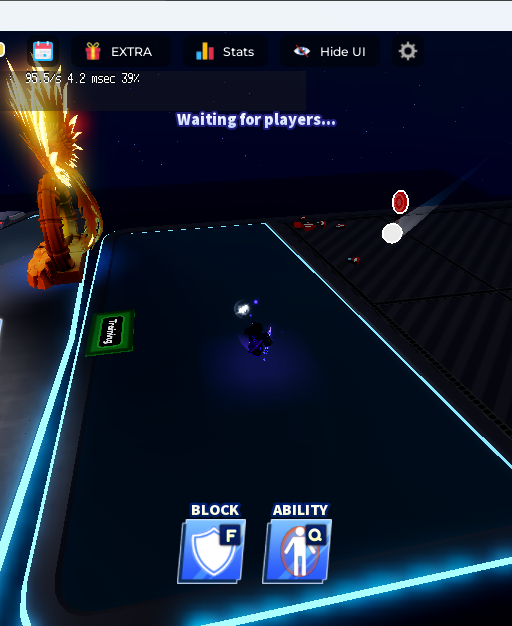 EXTRA
Stats
Hide UI
95.5/s 4.2 msec 39%
Waiting for players...
Training
BLOCK
ABILITY
F
Q